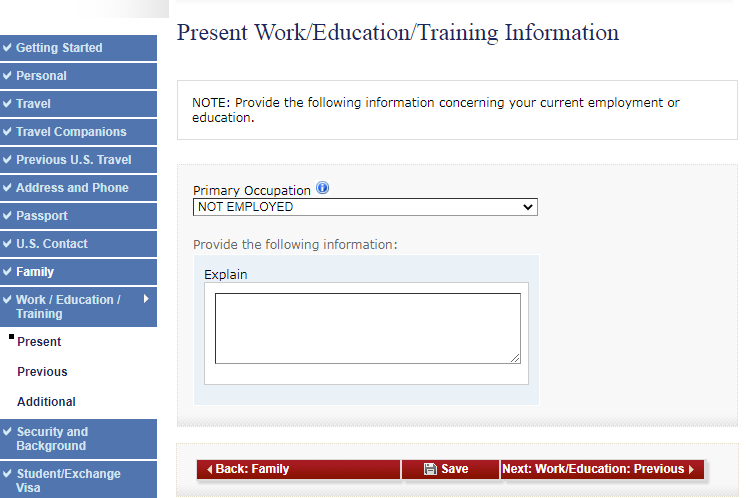 Present Work/Education/Training Information
Getting Started
Personal
Travel
Travel Companions
Previous U.S. Travel
Address and Phone
Passport
U.S. Contact
Family
Work / Education /
Training
Present
Previous
Additional
Security and
Background
Student/Exchange
Visa
NOTE: Provide the following information concerning your current employment or
education.
Primary Occupation
NOT EMPLOYED
Provide the following information:
Explain
Back: Family
Save
Next: Work/Education: Previous